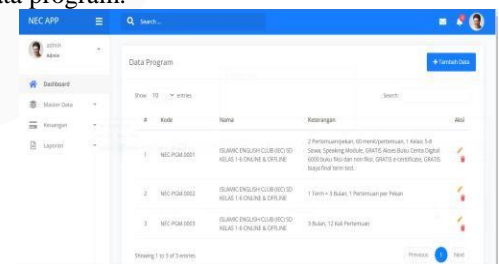 ata program.
NEC APP
Search ...
admin
Admin
Data Program
+Tambah Data
Dashboard
Master Data
Keuangan
Laporan
Show 10 entries
Search:
# Kode Nama Keterangan Aksi
1 NEC-PGM.0001 ISLAMIC ENGLISH CLUB (IEC) SD KELAS 1-6 ONLINE & OFFLINE
2 Pertemuan/pekan, 60 menit/pertemuan, 1 Kelas: 5-8
Siswa, Speaking Module, GRATIS Akses Buku Cerita Digital
6000 buku fiksi dan non fiksi, GRATIS e-certificate, GRATIS
biaya final term test.
2 NEC-PGM.0002 ISLAMIC ENGLISH CLUB (IEC) SD
KELAS 1-6 ONLINE & OFFLINE
1 Term = 3 Bulan; 1 Pertemuan per Pekan
3 NEC-PGM.0003 ISLAMIC ENGLISH CLUB (IEC) SD
KELAS 1-6 ONLINE & OFFLINE
3 Bulan; 12 Kali Pertemuan
Showing 1 to 3 of 3 entries
Previous 1 Next